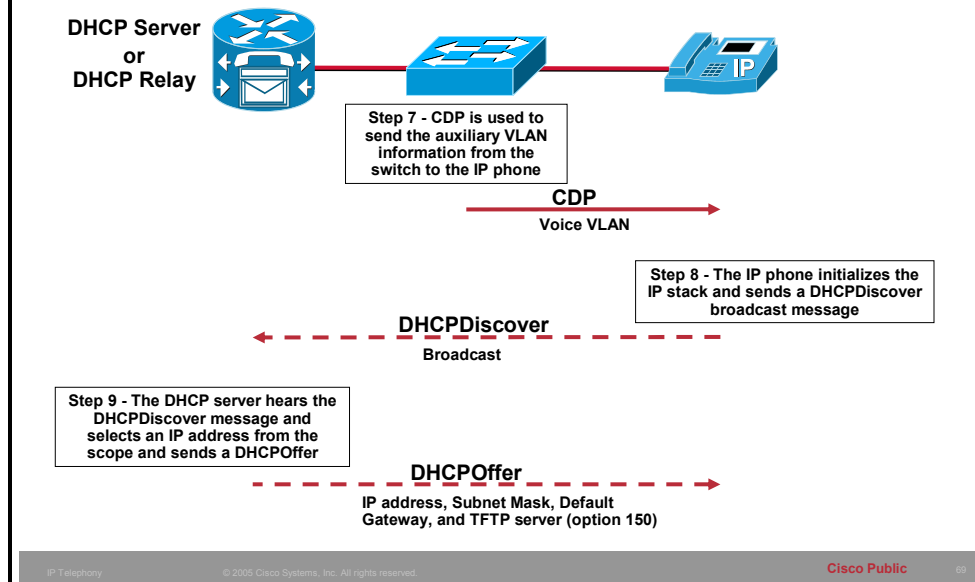 DHCP Server
or
DHCP Relay
IP
Step 7 - CDP is used to
send the auxiliary VLAN
information from the
switch to the IP phone
CDP
Voice VLAN
Step 8 - The IP phone initializes the
IP stack and sends a DHCPDiscover
broadcast message
DHCPDiscover
Broadcast
Step 9 - The DHCP server hears the
DHCPDiscover message and
selects an IP address from the
scope and sends a DHCPOffer
DHCPOffer
IP address, Subnet Mask, Default
Gateway, and TFTP server (option 150)
IP Telephony © 2005 Cisco Systems, Inc. All rights reserved. Cisco Public 69